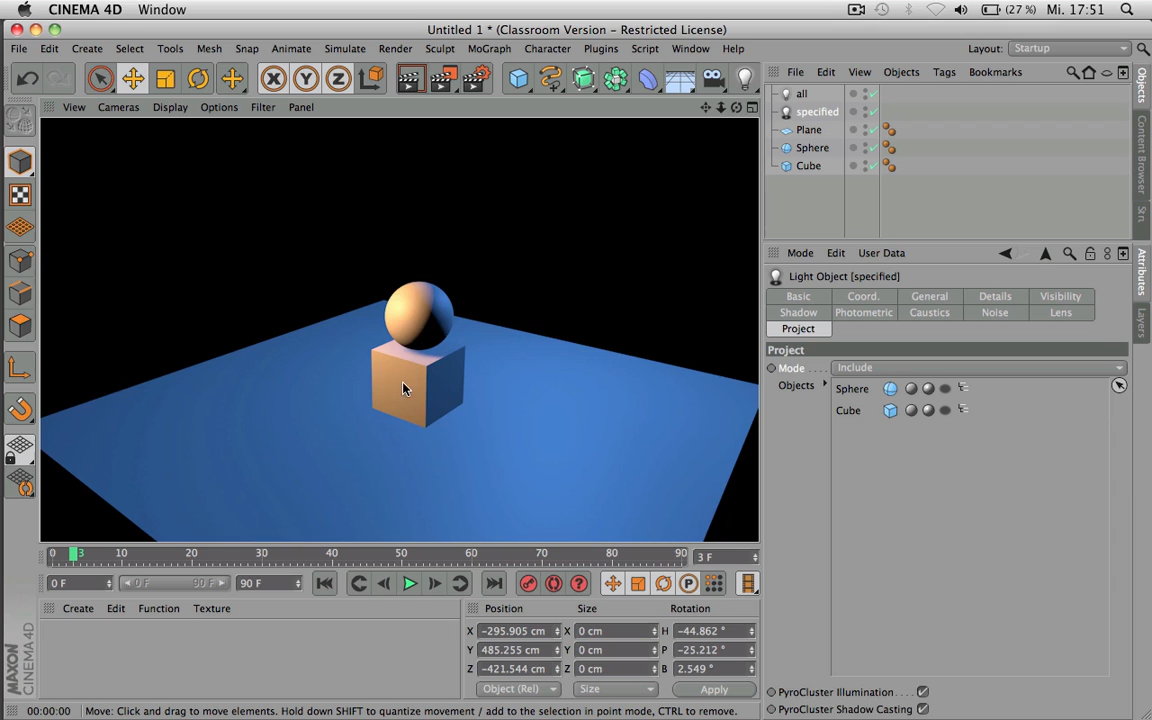 CINEMA 4D Window (27 %) Mi. 17:51
Untitled 1 * (Classroom Version - Restricted License)
File Edit Create Select Tools Mesh Snap Animate Simulate Render Sculpt MoGraph Character Plugins Script Window Help Layout: Startup
X Y Z
File Edit View Objects Tags Bookmarks
View Cameras Display Options Filter Panel
all
specified
Plane
Sphere
Cube
Objects
Content Browser
Str
Attributes
Layers
Mode Edit User Data
Light Object [specified]
Basic Coord. General Details Visibility
Shadow Photometric Caustics Noise Lens
Project
Project
Mode Include
Objects Sphere
Cube
0 3 10 20 30 40 50 60 70 80 90 3 F
0 F 0 F 90 F 90 F
P
Create Edit Function Texture
Position Size Rotation
X -295.905 cm X 0 cm H -44.862 °
Y 485.255 cm Y 0 cm P -25.212 °
Z -421.544 cm Z 0 cm B 2.549 °
Object (Rel) Size Apply
PyroCluster Illumination
PyroCluster Shadow Casting
MAXON CINEMA 4D
00:00:00 Move: Click and drag to move elements. Hold down SHIFT to quantize movement / add to the selection in point mode, CTRL to remove.